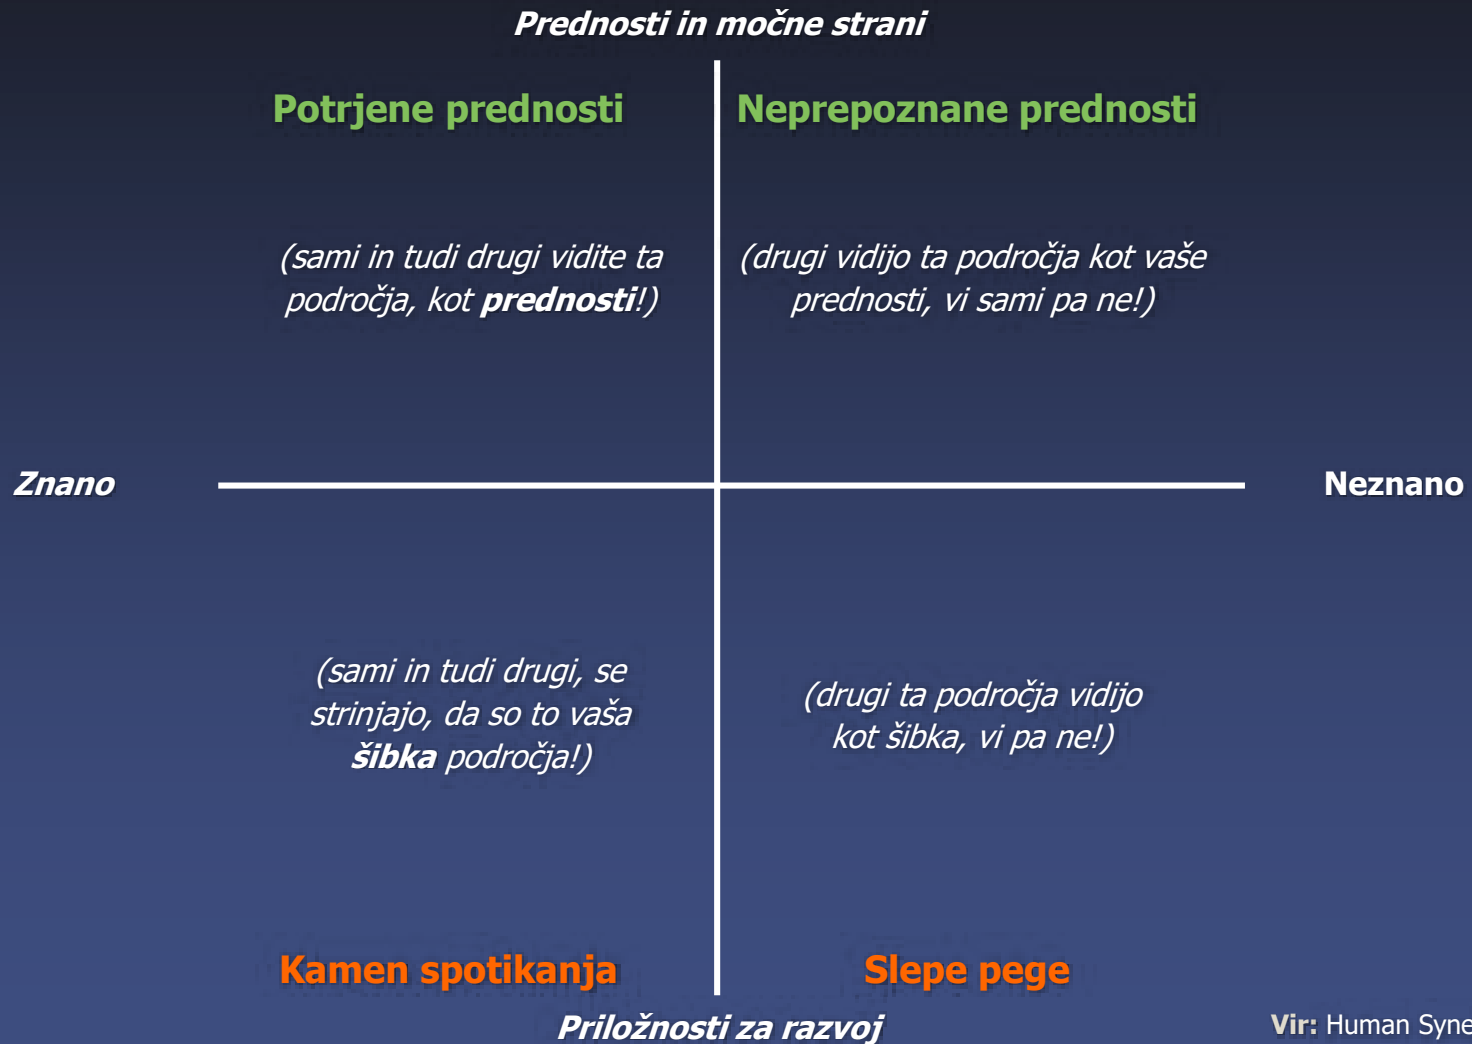 Prednosti in močne strani
Potrjene prednosti
Neprepoznane prednosti
(sami in tudi drugi vidite ta
področja, kot prednosti!)
(drugi vidijo ta področja kot vaše
prednosti, vi sami pa ne!)
Znano
Neznano
(sami in tudi drugi, se
strinjajo, da so to vaša
šibka področja!)
(drugi ta področja vidijo
kot šibka, vi pa ne!)
Kamen spotikanja
Slepe pege
Priložnosti za razvoj
Vir: Human Syne